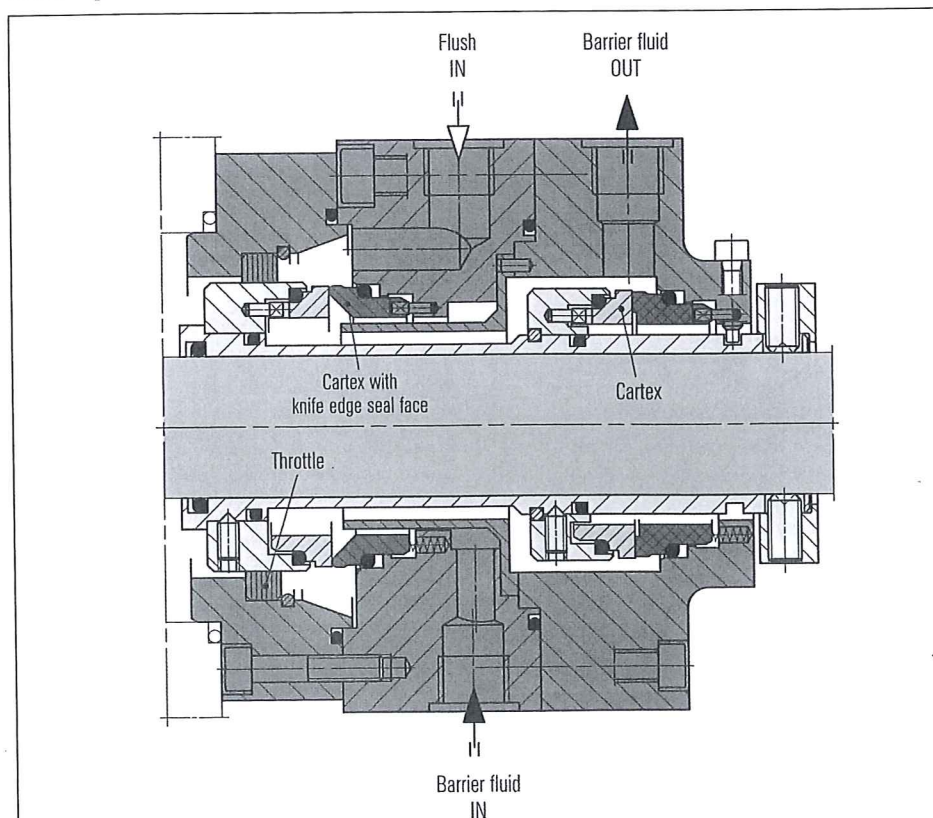 Flush
IN
Barrier fluid
OUT
Cartex with
knife edge seal face
Cartex
Throttle
Barrier fluid
IN